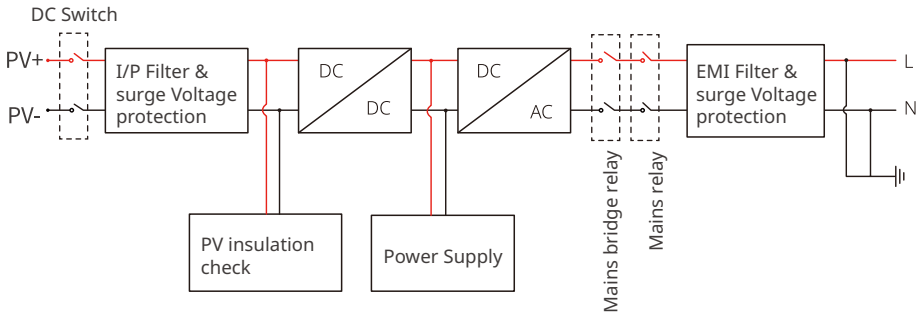 DC Switch
PV+
PV-
I/P Filter &
surge Voltage
protection
DC
DC
DC
AC
Mains bridge relay
Mains relay
EMI Filter &
surge Voltage
protection
L
N
PV insulation
check
Power Supply